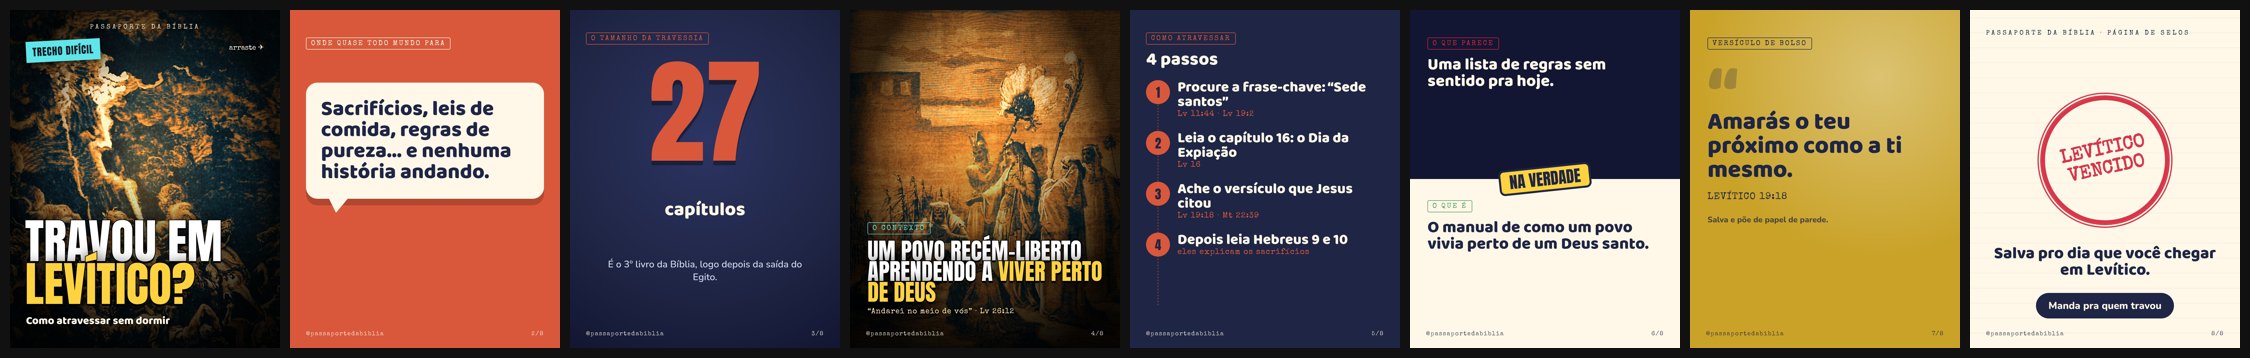 PASSAPORTE DA BÍBLIA
TRECHO DIFÍCIL
arraste →
TRAVOU EM
LEVÍTICO?
Como atravessar sem dormir
ONDE QUASE TODO MUNDO PARA
Sacrifícios, leis de
comida, regras de
pureza... e nenhuma
história andando.
@passaportedabiblia
2/8
O TAMANHO DA TRAVESSIA
27
capítulos
É o 3º livro da Bíblia, logo depois da saída do
Egito.
@passaportedabiblia
3/8
O CONTEXTO
UM POVO RECÉM-LIBERTO
APRENDENDO A VIVER PERTO
DE DEUS
"Andarei no meio de vós" · Lv 26:12
@passaportedabiblia
4/8
COMO ATRAVESSAR
4 passos
1
Procure a frase-chave: “Sede
santos”
Lv 11:44 · Lv 19:2
2
Leia o capítulo 16: o Dia da
Expiação
Lv 16
3
Ache o versículo que Jesus
citou
Lv 19:18 · Mt 22:39
4
Depois leia Hebreus 9 e 10
eles explicam os sacrifícios
@passaportedabiblia
5/8
O QUE PARECE
Uma lista de regras sem
sentido pra hoje.
NA VERDADE
O QUE É
O manual de como um povo
vivia perto de um Deus santo.
@passaportedabiblia
6/8
VERSÍCULO DE BOLSO
“
Amarás o teu
próximo como a ti
mesmo.
LEVÍTICO 19:18
Salva e põe de papel de parede.
@passaportedabiblia
7/8
PASSAPORTE DA BÍBLIA · PÁGINA DE SELOS
LEVÍTICO
VENCIDO
Salva pro dia que você chegar
em Levítico.
Manda pra quem travou
@passaportedabiblia
8/8